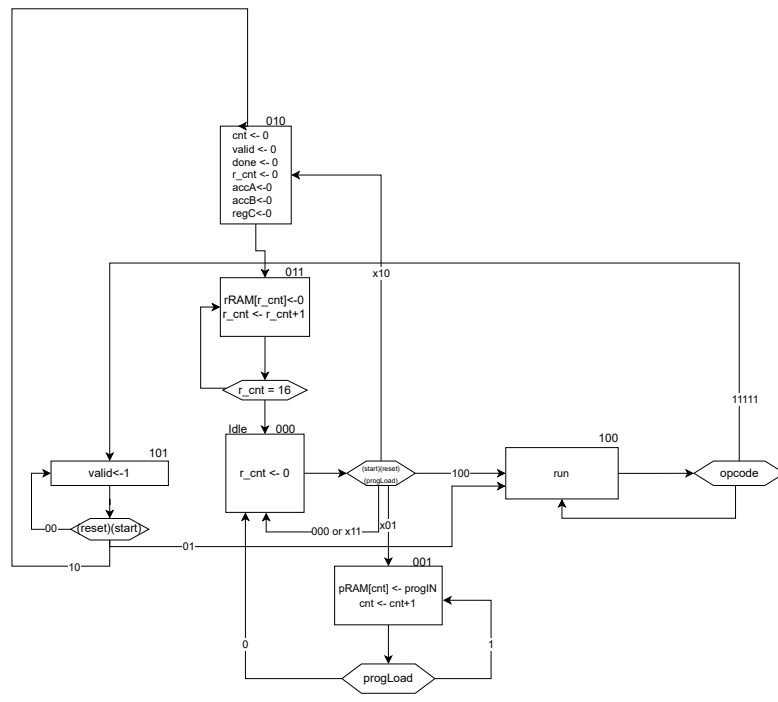 010
cnt <- 0
valid <- 0
done <- 0
r_cnt <- 0
accA<-0
accB<-0
regC<-0
x10
011
rRAM[r_cnt]<-0
r_cnt <- r_cnt+1
r_cnt = 16
11111
Idle 000
r_cnt <- 0
(start)(reset)
(progLoad)
100
100
run
opcode
101
valid<-1
00
(reset)(start)
01
10
000 or x11
x01
001
pRAM[cnt] <- progIN
cnt <- cnt+1
0
1
progLoad